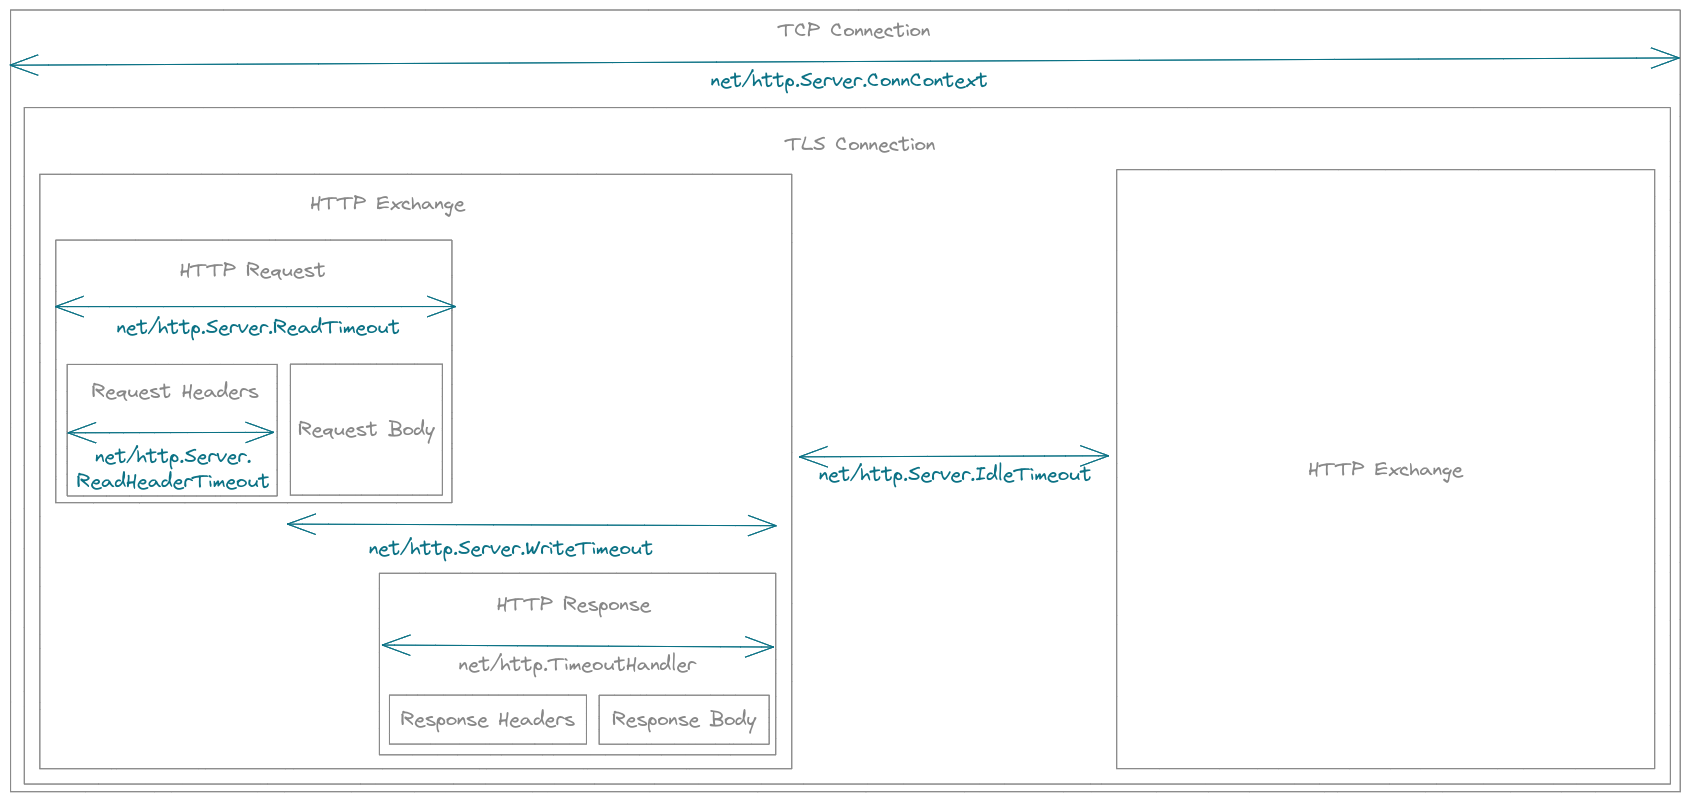 TCP Connection
net/http.Server.ConnContext
TLS Connection
HTTP Exchange
HTTP Request
net/http.Server.ReadTimeout
Request Headers
net/http.Server.
ReadHeaderTimeout
Request Body
net/http.Server.WriteTimeout
HTTP Response
net/http.TimeoutHandler
Response Headers
Response Body
net/http.Server.IdleTimeout
HTTP Exchange